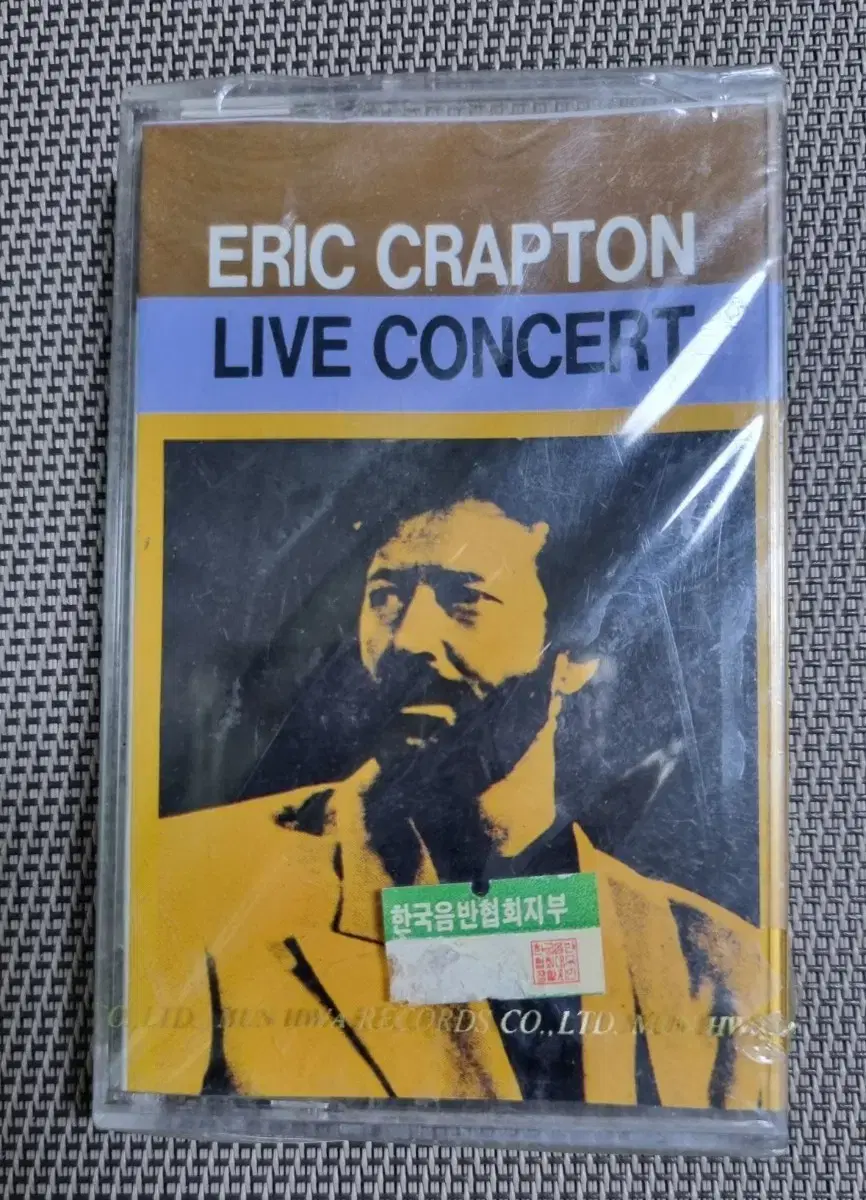 ERIC CRAPTON
LIVE CONCERT
한국음반협회지부
CO.,LTD. MUN HWA RECORDS CO.,LTD. MUN HWA